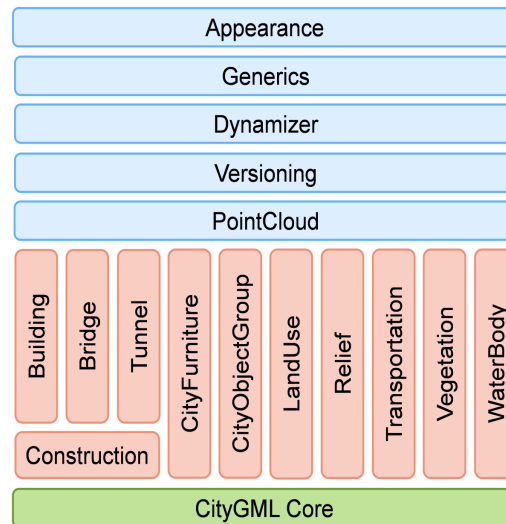 Appearance
Generics
Dynamizer
Versioning
PointCloud
Building
Bridge
Tunnel
CityFurniture
CityObjectGroup
LandUse
Relief
Transportation
Vegetation
WaterBody
Construction
CityGML Core